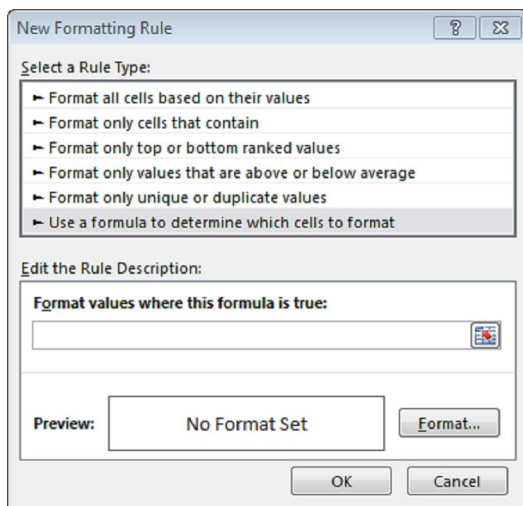 New Formatting Rule
Select a Rule Type:
► Format all cells based on their values
► Format only cells that contain
► Format only top or bottom ranked values
► Format only values that are above or below average
► Format only unique or duplicate values
► Use a formula to determine which cells to format
Edit the Rule Description:
Format values where this formula is true:
Preview: No Format Set Format...
OK Cancel